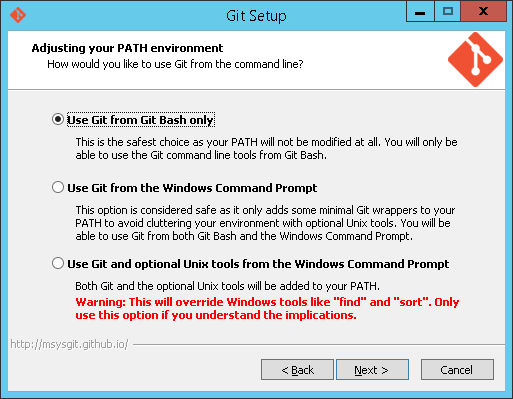 Git Setup
Adjusting your PATH environment
How would you like to use Git from the command line?
Use Git from Git Bash only
This is the safest choice as your PATH will not be modified at all. You will only be
able to use the Git command line tools from Git Bash.
Use Git from the Windows Command Prompt
This option is considered safe as it only adds some minimal Git wrappers to your
PATH to avoid cluttering your environment with optional Unix tools. You will be
able to use Git from both Git Bash and the Windows Command Prompt.
Use Git and optional Unix tools from the Windows Command Prompt
Both Git and the optional Unix tools will be added to your PATH.
Warning: This will override Windows tools like "find" and "sort". Only
use this option if you understand the implications.
http://msysgit.github.io/
< Back Next > Cancel